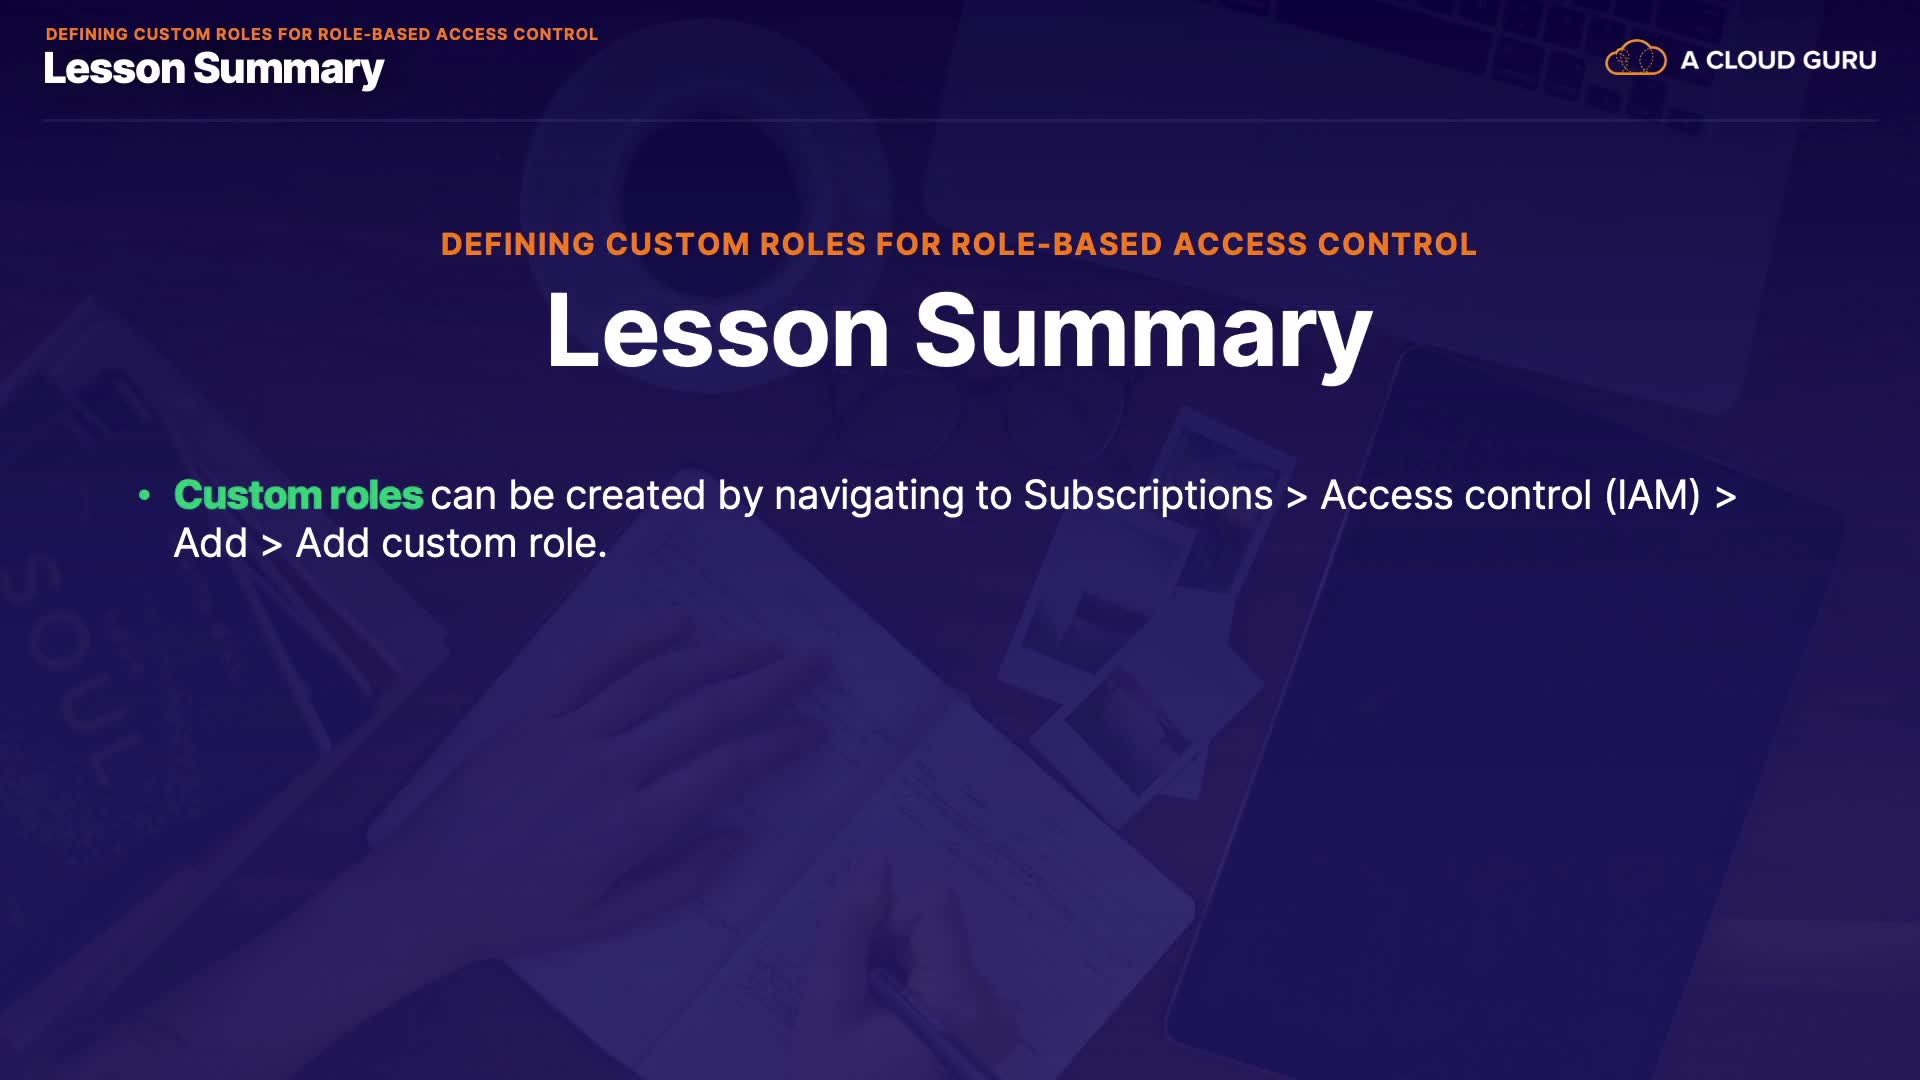 DEFINING CUSTOM ROLES FOR ROLE-BASED ACCESS CONTROL
Lesson Summary
A CLOUD GURU
DEFINING CUSTOM ROLES FOR ROLE-BASED ACCESS CONTROL
Lesson Summary
• Custom roles can be created by navigating to Subscriptions > Access control (IAM) >
Add > Add custom role.
SOUL